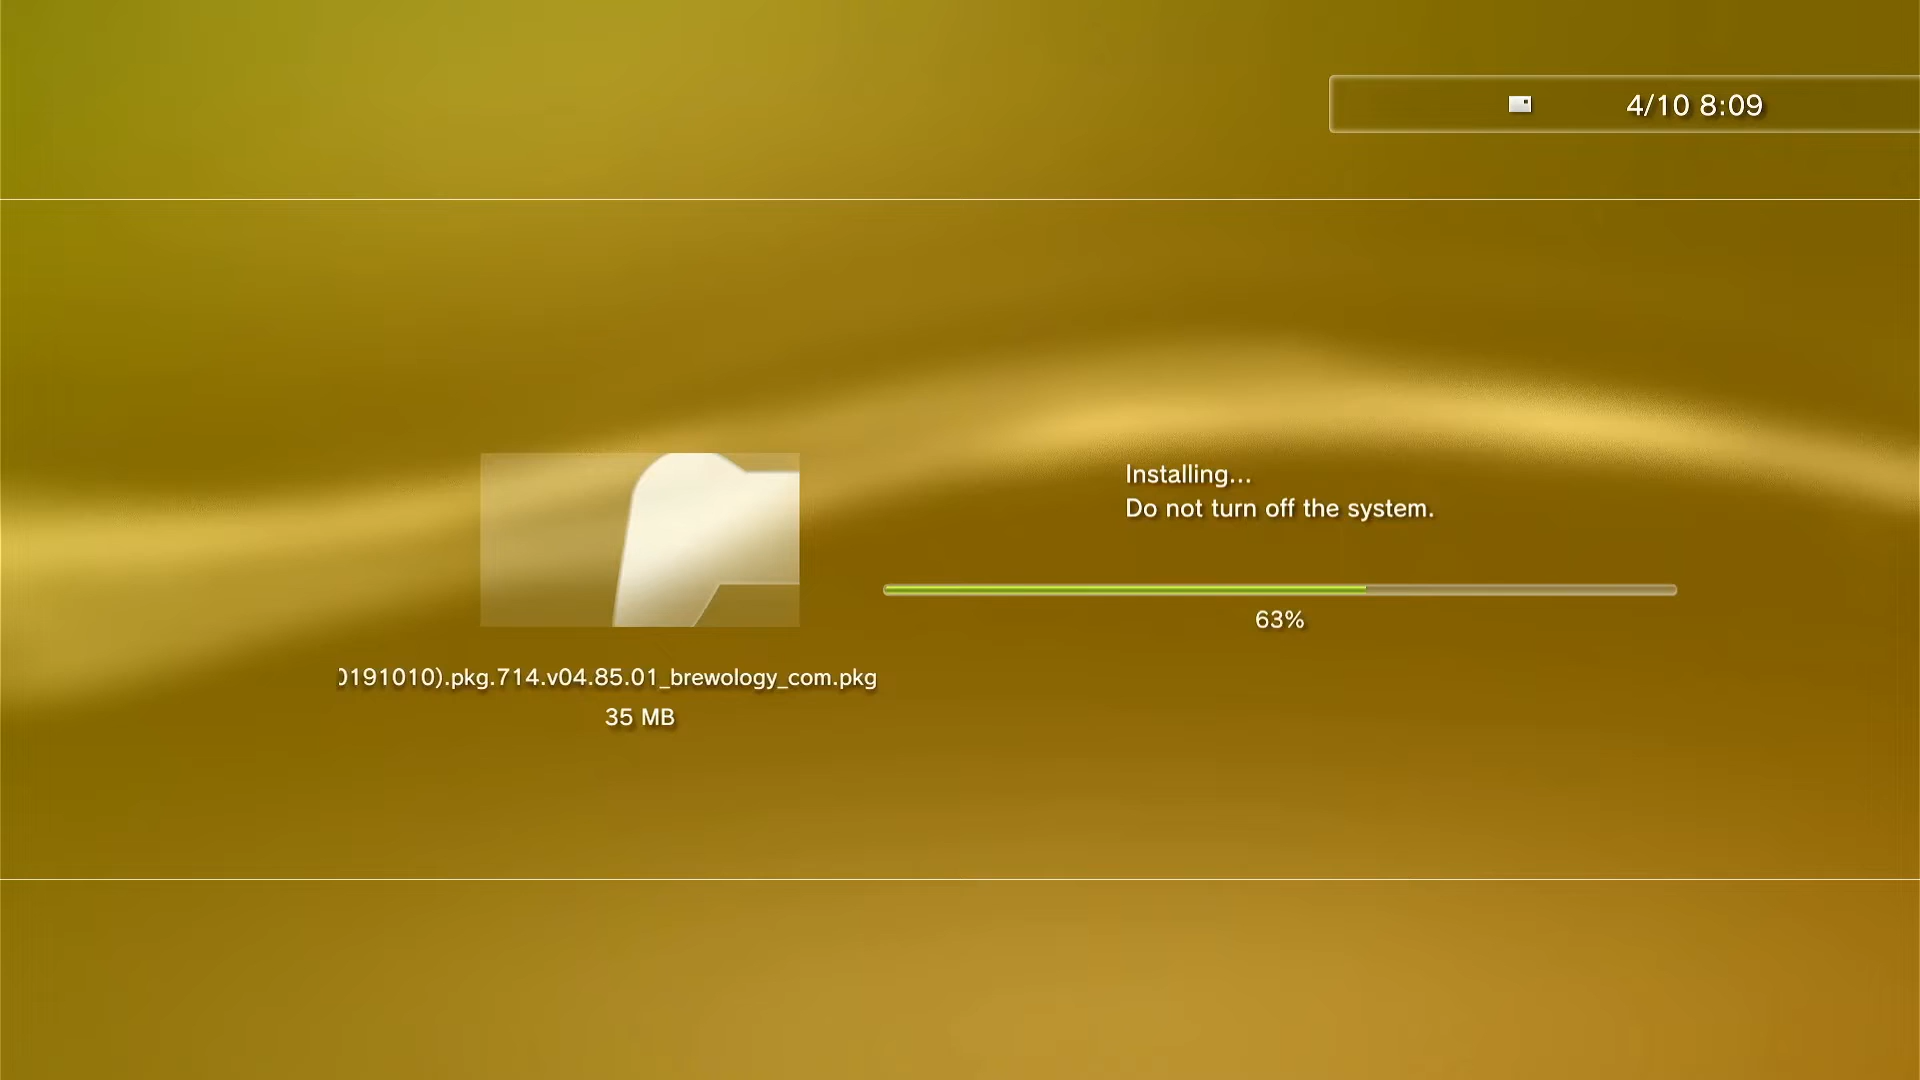 4/10 8:09
Installing...
Do not turn off the system.
63%
0191010).pkg.714.v04.85.01_brewology_com.pkg
35 MB